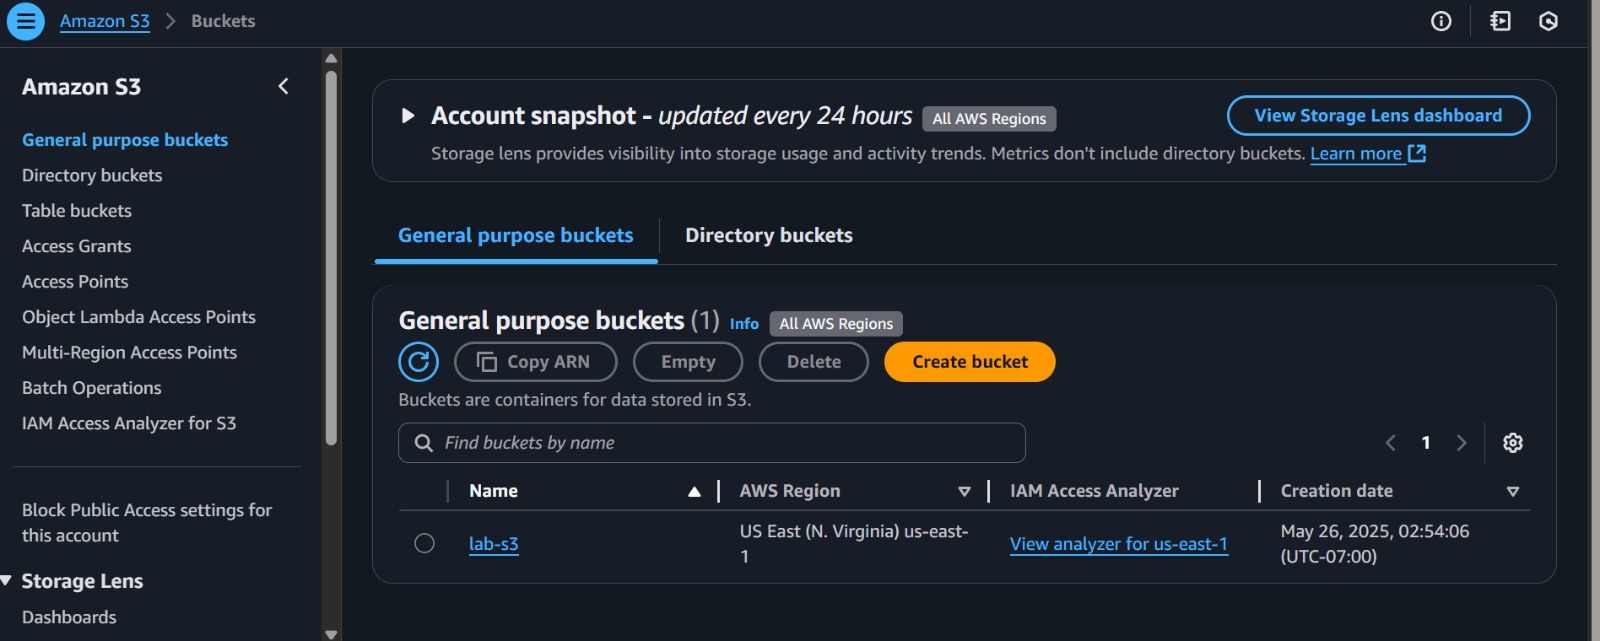 Amazon S3 > Buckets
Amazon S3
General purpose buckets
Directory buckets
Table buckets
Access Grants
Access Points
Object Lambda Access Points
Multi-Region Access Points
Batch Operations
IAM Access Analyzer for S3
Block Public Access settings for
this account
Storage Lens
Dashboards
Account snapshot - updated every 24 hours All AWS Regions
View Storage Lens dashboard
Storage lens provides visibility into storage usage and activity trends. Metrics don't include directory buckets. Learn more
General purpose buckets Directory buckets
General purpose buckets (1) Info All AWS Regions
Copy ARN Empty Delete Create bucket
Buckets are containers for data stored in S3.
Find buckets by name
1
Name AWS Region IAM Access Analyzer Creation date
lab-s3
US East (N. Virginia) us-east-
1
View analyzer for us-east-1
May 26, 2025, 02:54:06
(UTC-07:00)